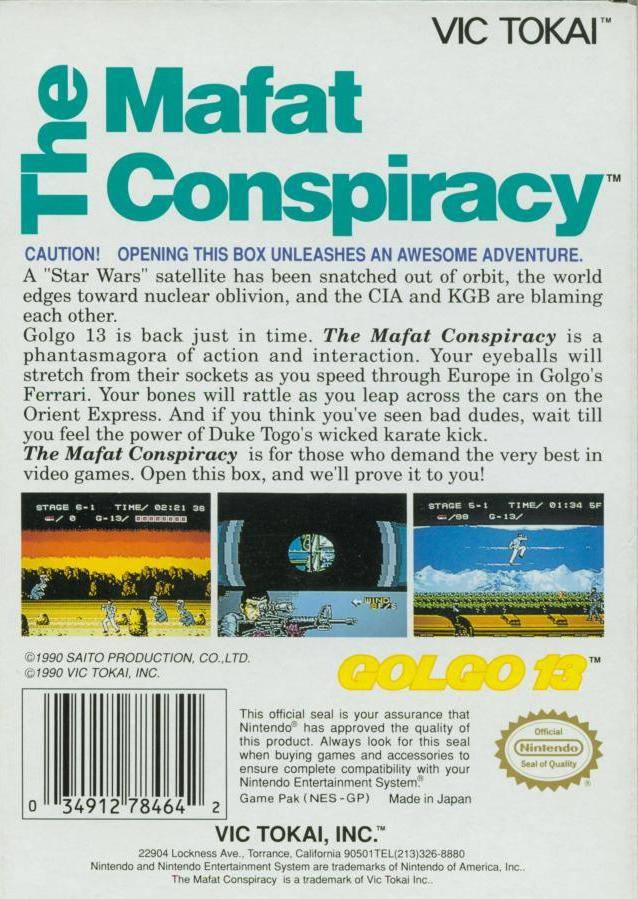 VIC TOKAI™
The Mafat
Conspiracy™
CAUTION! OPENING THIS BOX UNLEASHES AN AWESOME ADVENTURE.
A "Star Wars" satellite has been snatched out of orbit, the world
edges toward nuclear oblivion, and the CIA and KGB are blaming
each other.
Golgo 13 is back just in time. The Mafat Conspiracy is a
phantasmagora of action and interaction. Your eyeballs will
stretch from their sockets as you speed through Europe in Golgo's
Ferrari. Your bones will rattle as you leap across the cars on the
Orient Express. And if you think you've seen bad dudes, wait till
you feel the power of Duke Togo's wicked karate kick.
The Mafat Conspiracy is for those who demand the very best in
video games. Open this box, and we'll prove it to you!
STAGE 6-1 TIME/ 02:21 36
/ 0 G-13/
WIND
STAGE 5-1 TIME/ 01:34 5F
/99 G-13/
©1990 SAITO PRODUCTION, CO.,LTD.
©1990 VIC TOKAI, INC.
GOLGO 13™
This official seal is your assurance that
Nintendo® has approved the quality of
this product. Always look for this seal
when buying games and accessories to
ensure complete compatibility with your
Nintendo Entertainment System.®
Game Pak (NES-GP) Made in Japan
Official
Nintendo
Seal of Quality
®
0 34912 78464 2
VIC TOKAI, INC.™
22904 Lockness Ave., Torrance, California 90501TEL(213)326-8880
Nintendo and Nintendo Entertainment System are trademarks of Nintendo of America, Inc..
The Mafat Conspiracy is a trademark of Vic Tokai Inc..